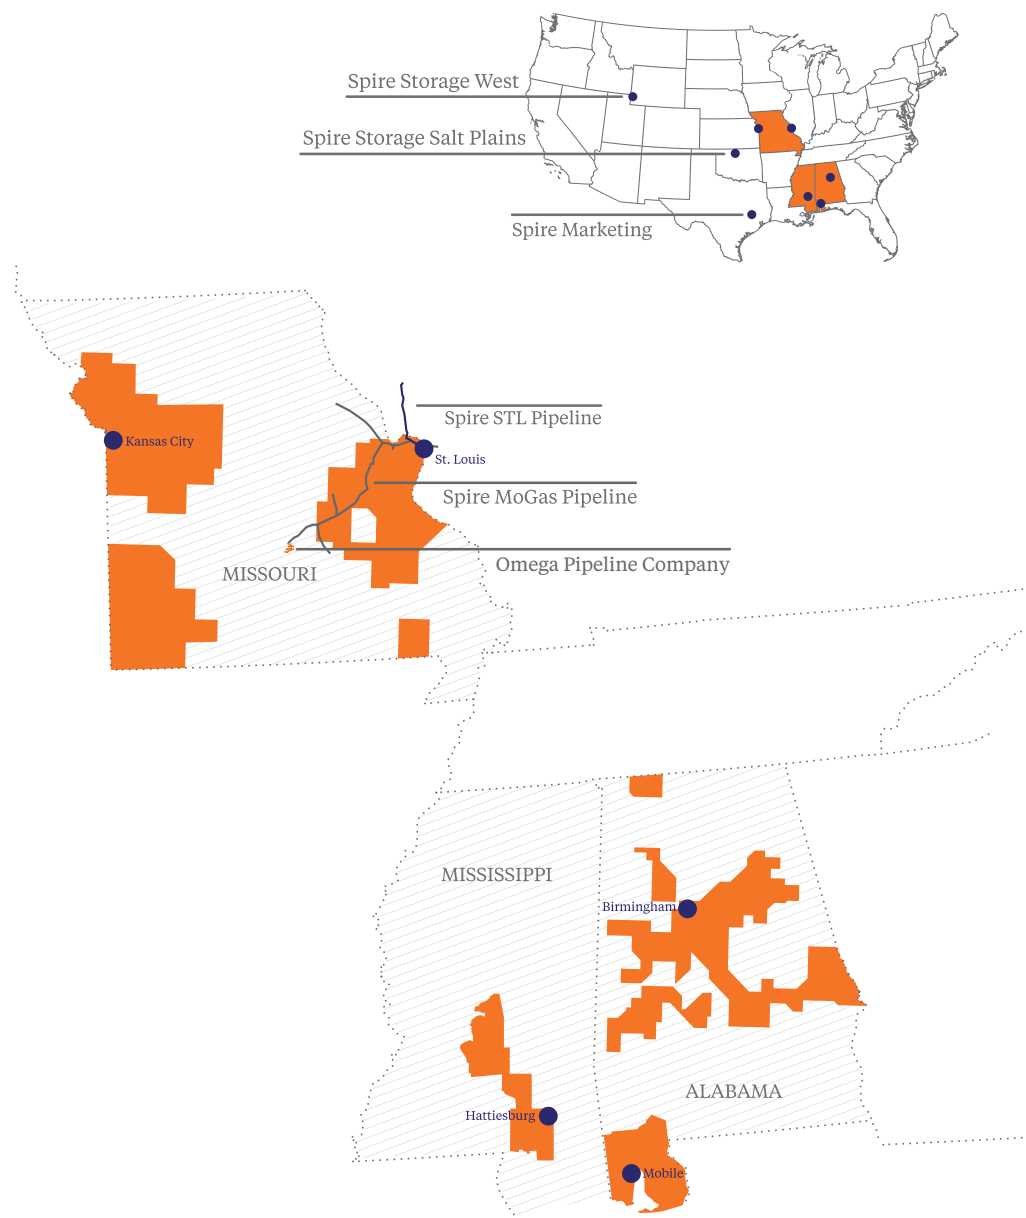 Spire Storage West
Spire Storage Salt Plains
Spire Marketing
Spire STL Pipeline
Kansas City
St. Louis
Spire MoGas Pipeline
Omega Pipeline Company
MISSOURI
MISSISSIPPI
Birmingham
ALABAMA
Hattiesburg
Mobile